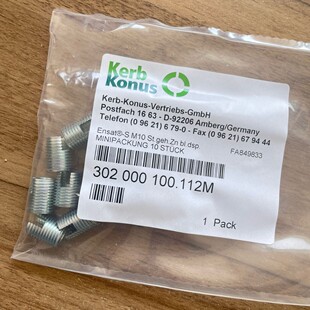 Kerb
Konus
Kerb-Konus-Vertriebs-GmbH
Postfach 16 63 - D-92206 Amberg/Germany
Telefon (0 96 21) 6 79-0 - Fax (0 96 21) 67 94 44
Ensat®-S M10 St geh.Zn bl.dsp.
MINIPACKUNG 10 STÜCK
FA849833
302 000 100.112M
1 Pack